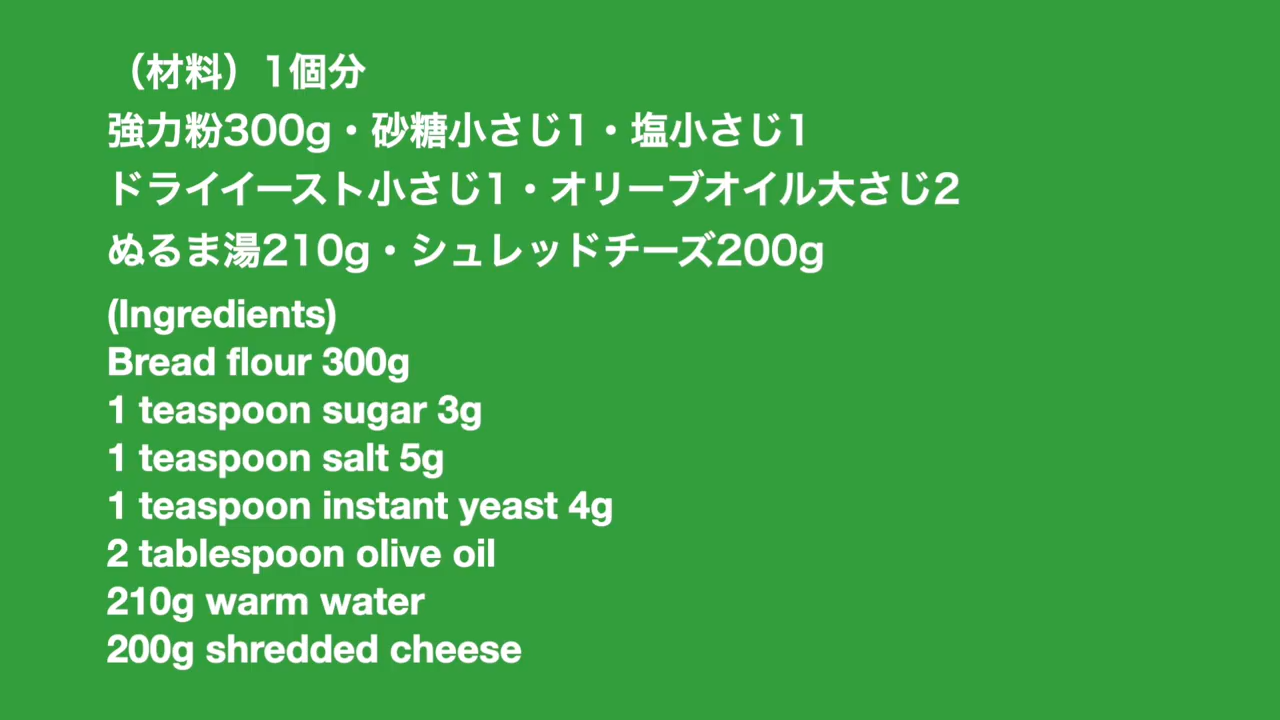 （材料）1個分
強力粉300g・砂糖小さじ1・塩小さじ1
ドライイースト小さじ1・オリーブオイル大さじ2
ぬるま湯210g・シュレッドチーズ200g
(Ingredients)
Bread flour 300g
1 teaspoon sugar 3g
1 teaspoon salt 5g
1 teaspoon instant yeast 4g
2 tablespoon olive oil
210g warm water
200g shredded cheese